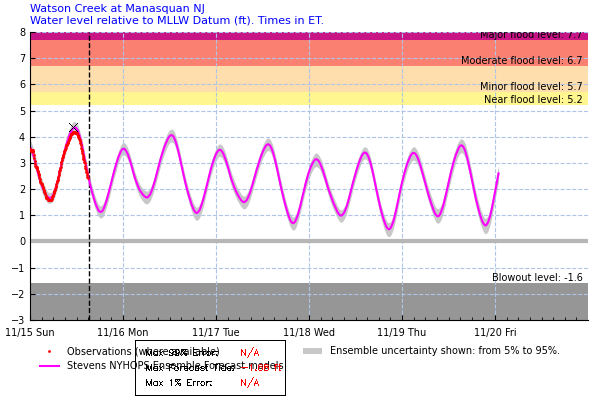 Watson Creek at Manasquan NJ
Water level relative to MLLW Datum (ft). Times in ET.
8
Major flood level: 7.7
7
Moderate flood level: 6.7
6
Minor flood level: 5.7
Near flood level: 5.2
5
4
3
2
1
0
−1
Blowout level: -1.6
−2
−3
11/15 Sun 11/16 Mon 11/17 Tue 11/18 Wed 11/19 Thu 11/20 Fri
Observations (where available)
Ensemble uncertainty shown: from 5% to 95%.
Error: N/A
Stevens NYHOPS Ensemble Forecast models
Max Forecast Tide:
Max 1% Error: N/A